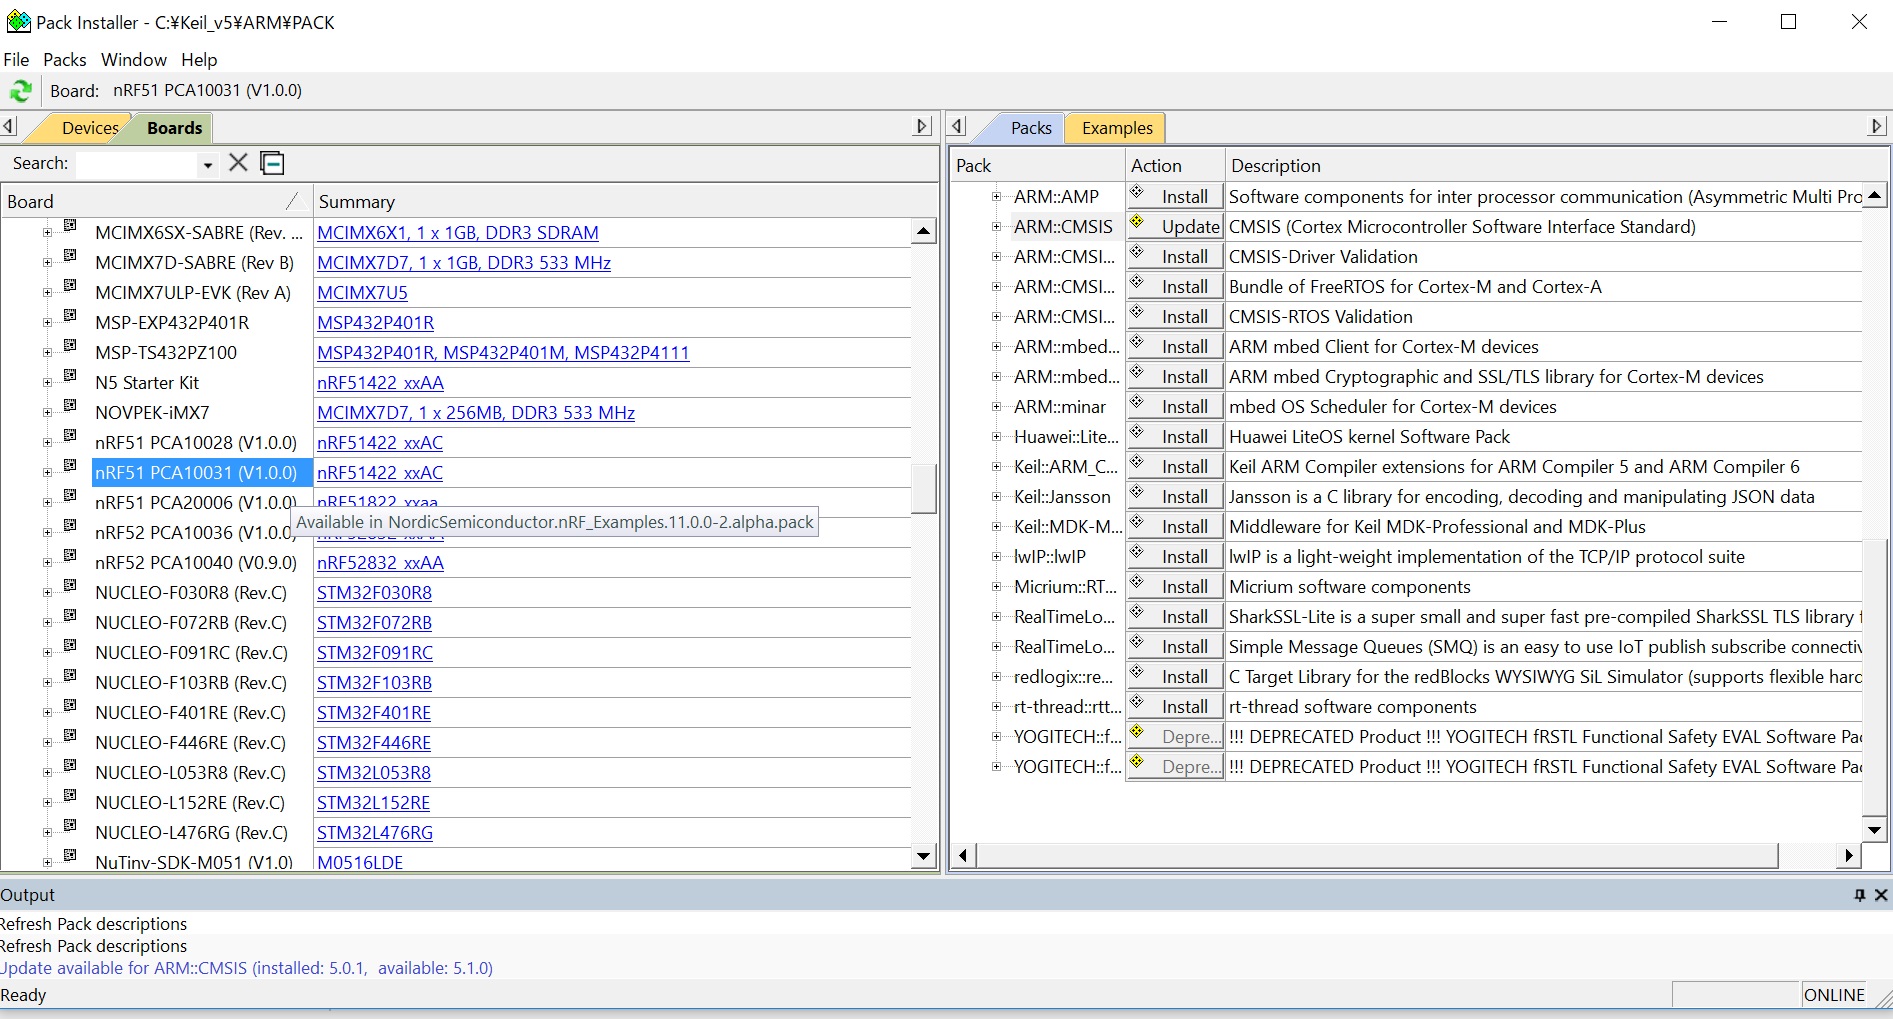 Pack Installer - C:¥Keil_v5¥ARM¥PACK
File Packs Window Help
Board: nRF51 PCA10031 (V1.0.0)
Devices Boards
Search:
Board Summary
MCIMX6SX-SABRE (Rev. ... MCIMX6X1, 1 x 1GB, DDR3 SDRAM
MCIMX7D-SABRE (Rev B) MCIMX7D7, 1 x 1GB, DDR3 533 MHz
MCIMX7ULP-EVK (Rev A) MCIMX7U5
MSP-EXP432P401R MSP432P401R
MSP-TS432PZ100 MSP432P401R, MSP432P401M, MSP432P4111
N5 Starter Kit nRF51422_xxAA
NOVPEK-iMX7 MCIMX7D7, 1 x 256MB, DDR3 533 MHz
nRF51 PCA10028 (V1.0.0) nRF51422_xxAC
nRF51 PCA10031 (V1.0.0) nRF51422_xxAC
nRF51 PCA20006 (V1.0.0) nRF51822_xxaa
Available in NordicSemiconductor.nRF_Examples.11.0.0-2.alpha.pack
nRF52 PCA10036 (V1.0.0) nRF52832_xxAA
nRF52 PCA10040 (V0.9.0) nRF52832_xxAA
NUCLEO-F030R8 (Rev.C) STM32F030R8
NUCLEO-F072RB (Rev.C) STM32F072RB
NUCLEO-F091RC (Rev.C) STM32F091RC
NUCLEO-F103RB (Rev.C) STM32F103RB
NUCLEO-F401RE (Rev.C) STM32F401RE
NUCLEO-F446RE (Rev.C) STM32F446RE
NUCLEO-L053R8 (Rev.C) STM32L053R8
NUCLEO-L152RE (Rev.C) STM32L152RE
NUCLEO-L476RG (Rev.C) STM32L476RG
NuTiny-SDK-M051 (V1.0) M0516LDE
Packs Examples
Pack Action Description
ARM::AMP Install Software components for inter processor communication (Asymmetric Multi Pro
ARM::CMSIS Update CMSIS (Cortex Microcontroller Software Interface Standard)
ARM::CMSI... Install CMSIS-Driver Validation
ARM::CMSI... Install Bundle of FreeRTOS for Cortex-M and Cortex-A
ARM::CMSI... Install CMSIS-RTOS Validation
ARM::mbed... Install ARM mbed Client for Cortex-M devices
ARM::mbed... Install ARM mbed Cryptographic and SSL/TLS library for Cortex-M devices
ARM::minar Install mbed OS Scheduler for Cortex-M devices
Huawei::Lite... Install Huawei LiteOS kernel Software Pack
Keil::ARM_C... Install Keil ARM Compiler extensions for ARM Compiler 5 and ARM Compiler 6
Keil::Jansson Install Jansson is a C library for encoding, decoding and manipulating JSON data
Keil::MDK-M... Install Middleware for Keil MDK-Professional and MDK-Plus
lwIP::lwIP Install lwIP is a light-weight implementation of the TCP/IP protocol suite
Micrium::RT... Install Micrium software components
RealTimeLo... Install SharkSSL-Lite is a super small and super fast pre-compiled SharkSSL TLS library f
RealTimeLo... Install Simple Message Queues (SMQ) is an easy to use IoT publish subscribe connectiv
redlogix::re... Install C Target Library for the redBlocks WYSIWYG SiL Simulator (supports flexible hard
rt-thread::rtt... Install rt-thread software components
YOGITECH::f... Depre... !!! DEPRECATED Product !!! YOGITECH fRSTL Functional Safety EVAL Software Pac
YOGITECH::f... Depre... !!! DEPRECATED Product !!! YOGITECH fRSTL Functional Safety EVAL Software Pac
Output
Refresh Pack descriptions
Refresh Pack descriptions
Update available for ARM::CMSIS (installed: 5.0.1, available: 5.1.0)
Ready ONLINE